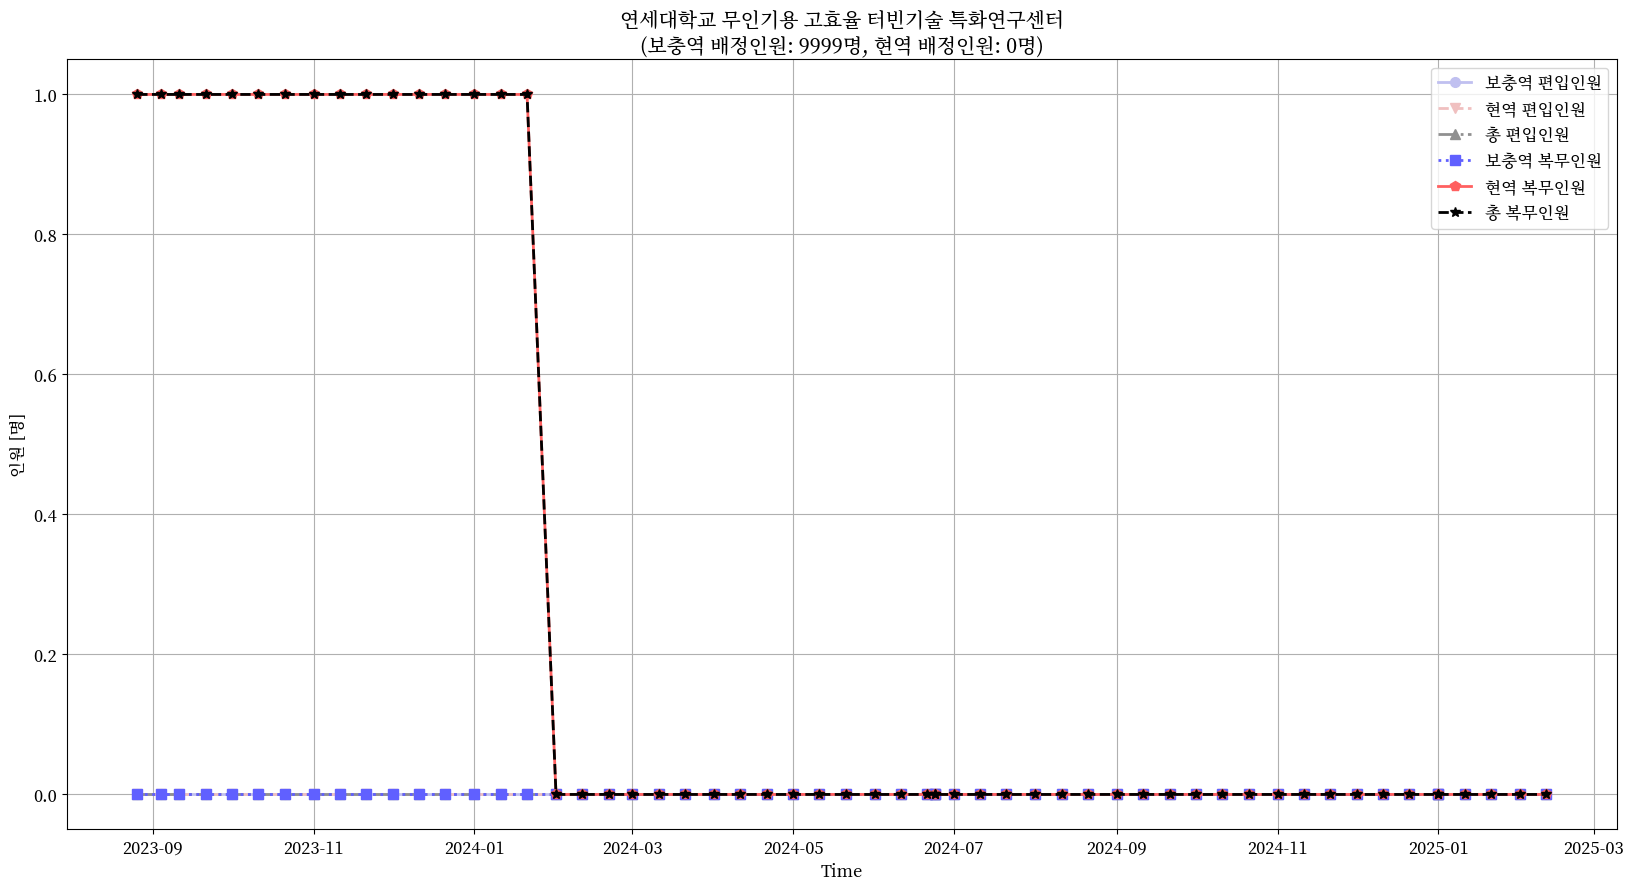 연세대학교 무인기용 고효율 터빈기술 특화연구센터
(보충역 배정인원: 9999명, 현역 배정인원: 0명)
보충역 편입인원
현역 편입인원
총 편입인원
보충역 복무인원
현역 복무인원
총 복무인원
1.0
0.8
0.6
0.4
0.2
0.0
인원 [명]
2023-09 2023-11 2024-01 2024-03 2024-05 2024-07 2024-09 2024-11 2025-01 2025-03
Time